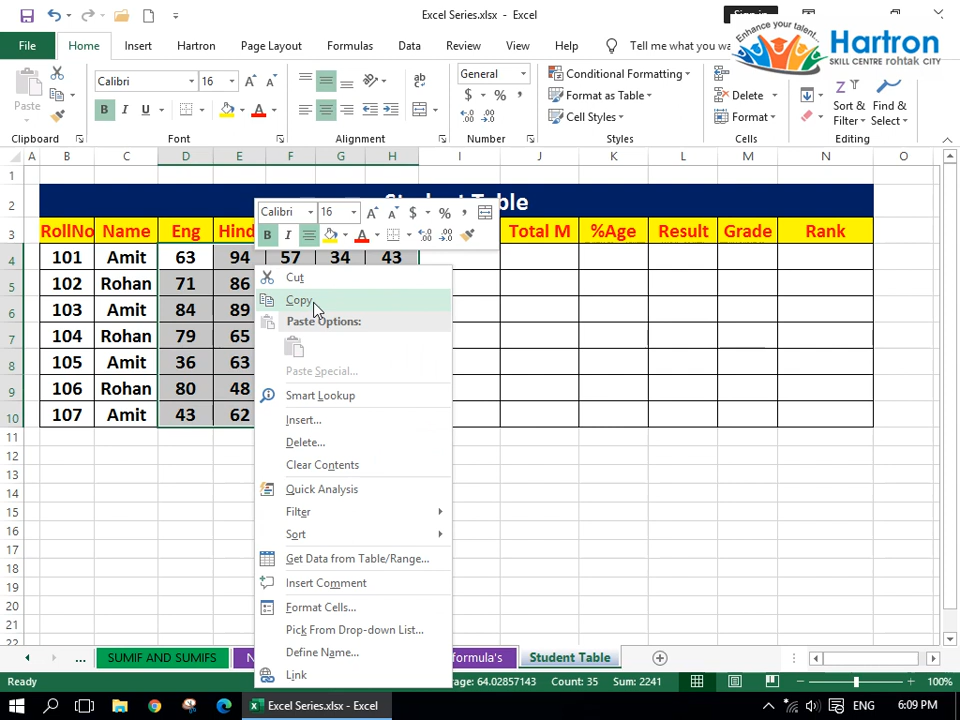 Excel Series.xlsx - Excel
Sign in
File Home Insert Hartron Page Layout Formulas Data Review View Help Tell me what you wa
Enhance your talent...
Hartron
SKILL CENTRE ROHTAK CITY
Paste
Calibri 16
ab
General
Conditional Formatting
Format as Table
Cell Styles
Delete
Format
Sort & Filter
Find & Select
Clipboard Font Alignment Number Styles Cells Editing
A B C D E F G H I J K L M N O
1
2 Student Table
3 RollNo Name Eng Hind Total M %Age Result Grade Rank
4 101 Amit 63 94 57 34 43
5 102 Rohan 71 86
6 103 Amit 84 89
7 104 Rohan 79 65
8 105 Amit 36 63
9 106 Rohan 80 48
10 107 Amit 43 62
11
12
13
14
15
16
17
18
19
20
21
22
Calibri 16
Cut
Copy
Paste Options:
Paste Special...
Smart Lookup
Insert...
Delete...
Clear Contents
Quick Analysis
Filter
Sort
Get Data from Table/Range...
Insert Comment
Format Cells...
Pick From Drop-down List...
Define Name...
Link
... SUMIF AND SUMIFS N formula's Student Table
Ready
rage: 64.02857143 Count: 35 Sum: 2241
100%
Excel Series.xlsx - Excel
ENG 6:09 PM